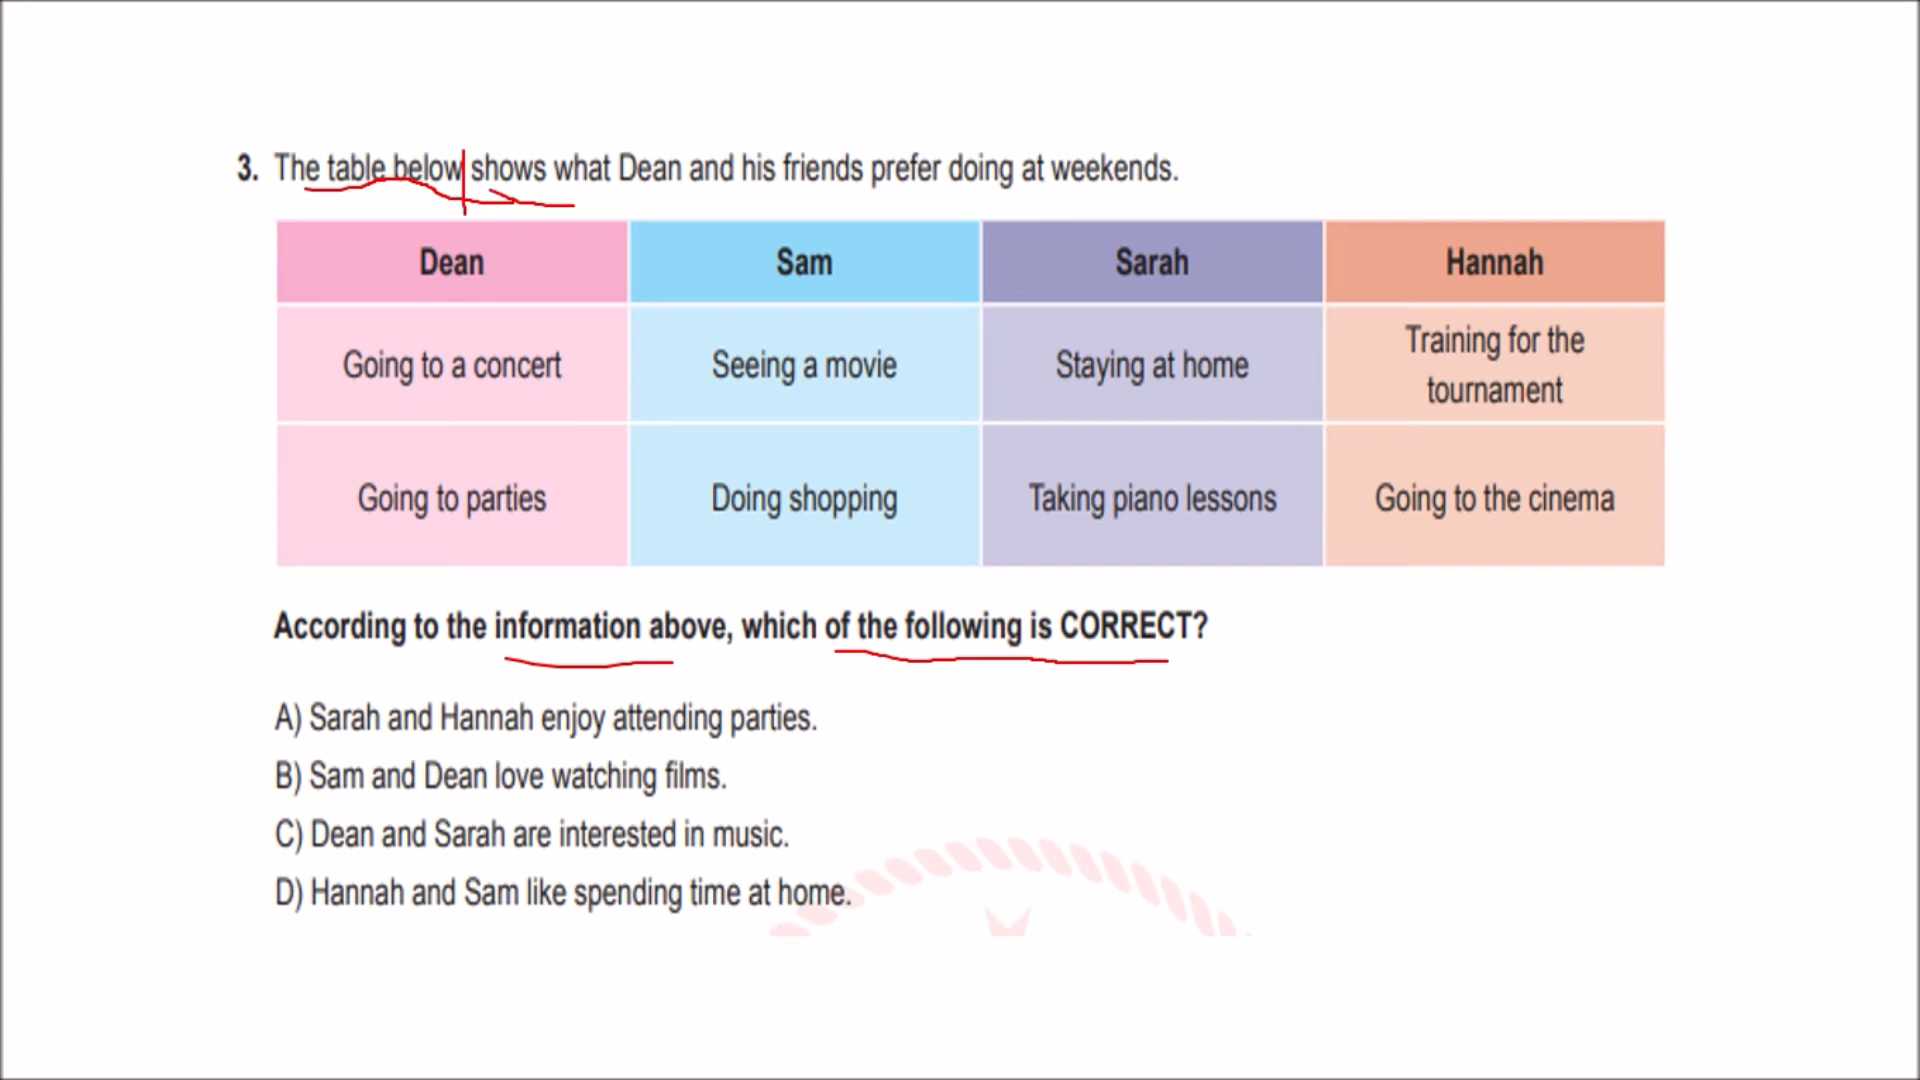 3. The table below shows what Dean and his friends prefer doing at weekends.
Dean Sam Sarah Hannah
Going to a concert Seeing a movie Staying at home Training for the
tournament
Going to parties Doing shopping Taking piano lessons Going to the cinema
According to the information above, which of the following is CORRECT?
A) Sarah and Hannah enjoy attending parties.
B) Sam and Dean love watching films.
C) Dean and Sarah are interested in music.
D) Hannah and Sam like spending time at home.